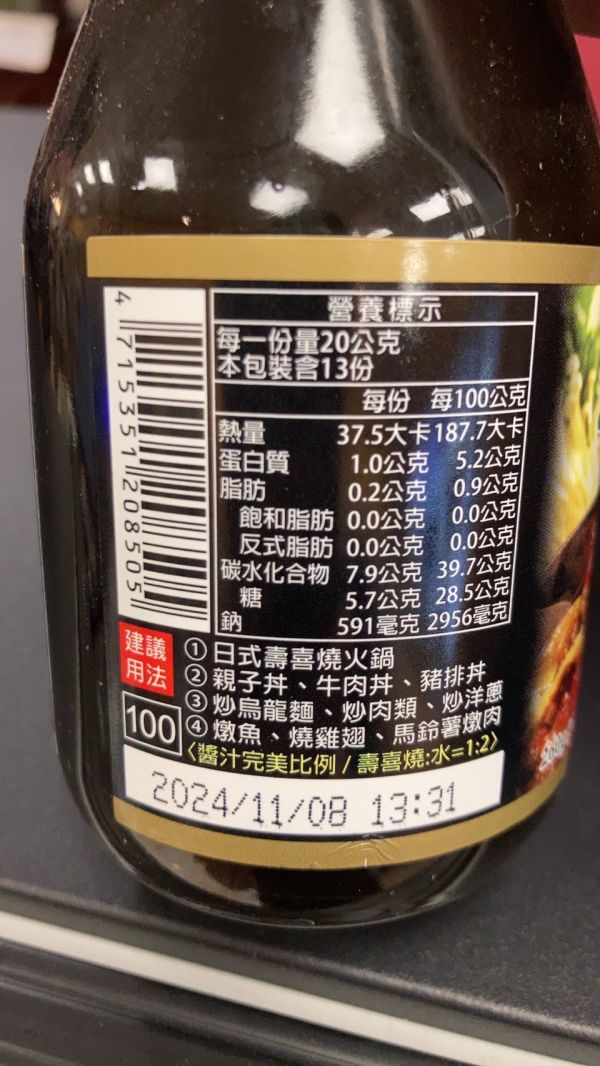 營養標示
每一份量20公克
本包裝含13份
每份 每100公克
熱量 37.5大卡 187.7大卡
蛋白質 1.0公克 5.2公克
脂肪 0.2公克 0.9公克
飽和脂肪 0.0公克 0.0公克
反式脂肪 0.0公克 0.0公克
碳水化合物 7.9公克 39.7公克
糖 5.7公克 28.5公克
鈉 591毫克 2956毫克
4 715351 208505
建議
用法
①日式壽喜燒火鍋
②親子丼、牛肉丼、豬排丼
③炒烏龍麵、炒肉類、炒洋蔥
④燉魚、燒雞翅、馬鈴薯燉肉
100
〈醬汁完美比例/壽喜燒:水=1:2〉
2024/11/08 13:31